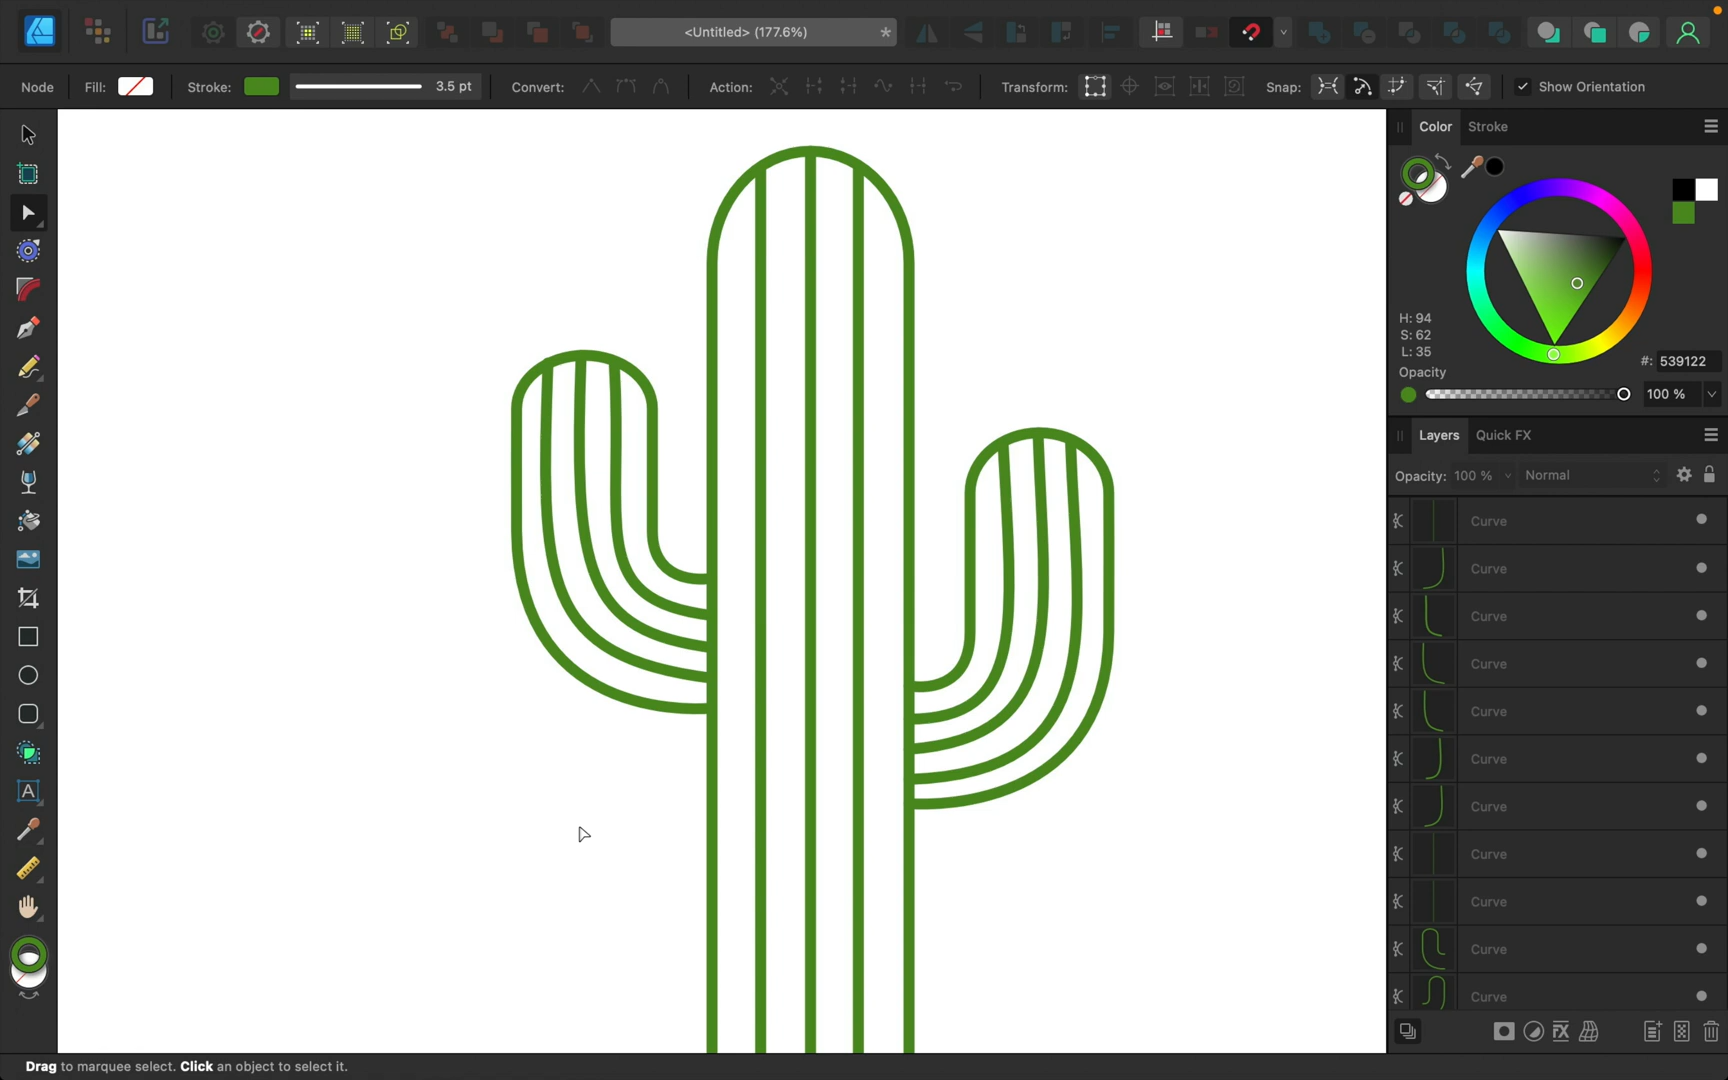 <Untitled> (177.6%)
*
Node Fill: Stroke: 3.5 pt Convert: Action: Transform: Snap: Show Orientation
Color Stroke
H: 94
S: 62
L: 35
#: 539122
Opacity
100 %
Layers Quick FX
Opacity: 100 % Normal
Curve
Curve
Curve
Curve
Curve
Curve
Curve
Curve
Curve
Curve
Curve
A
FX
Drag to marquee select. Click an object to select it.